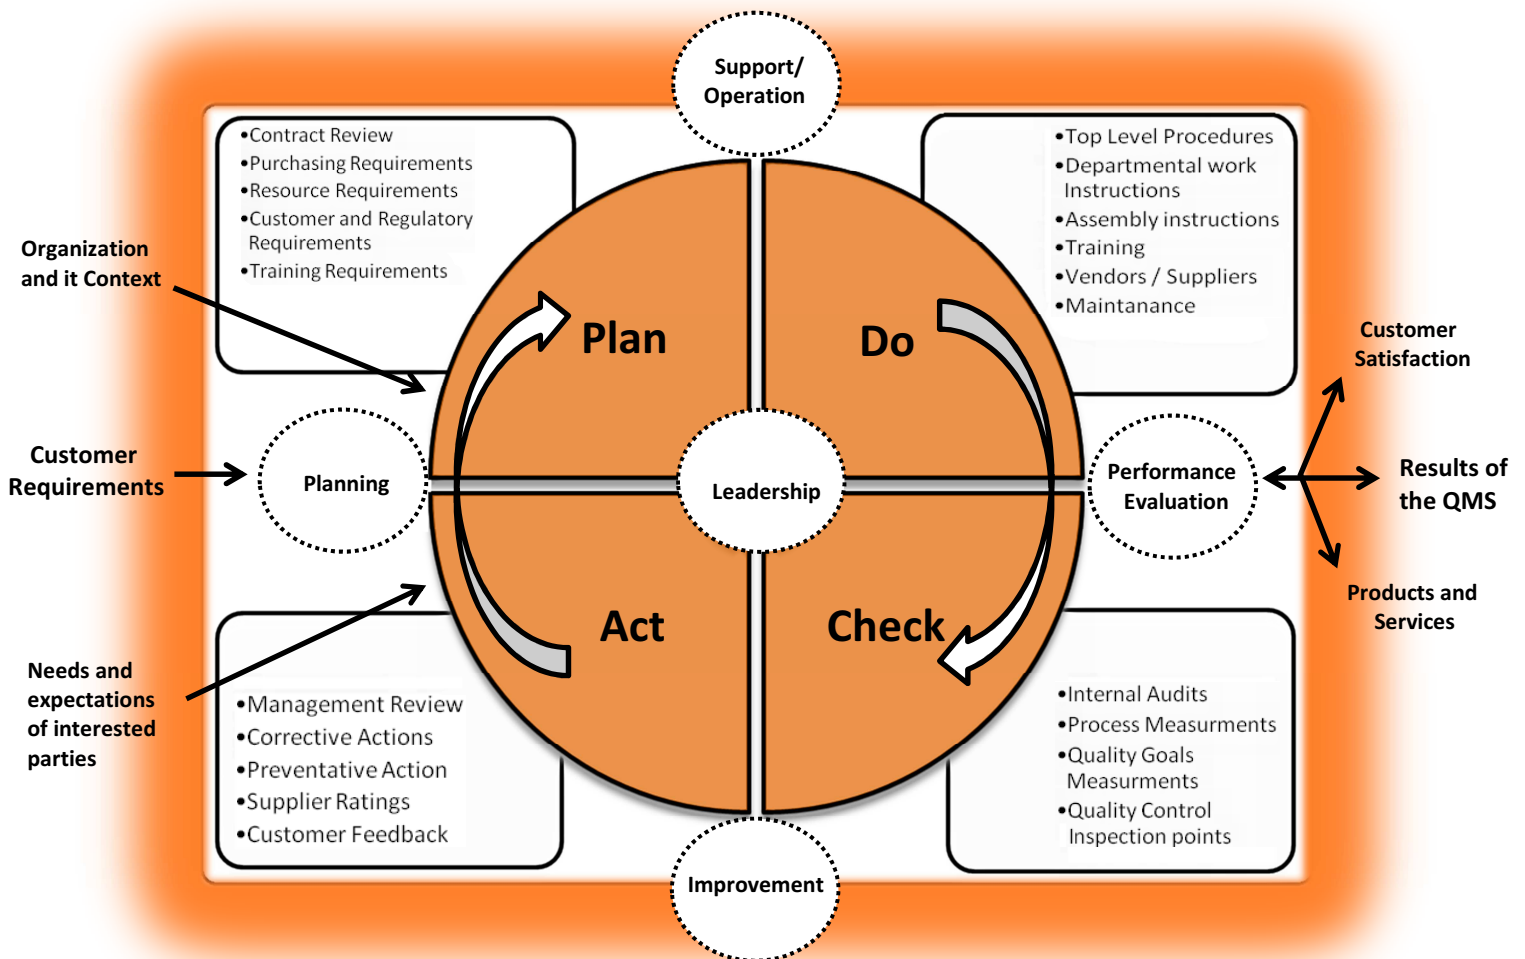 Support/
Operation
•Contract Review
•Purchasing Requirements
•Resource Requirements
•Customer and Regulatory
Requirements
•Training Requirements
•Top Level Procedures
•Departmental work
Instructions
•Assembly instructions
•Training
•Vendors / Suppliers
•Maintanance
Organization
and it Context
Plan
Do
Customer
Satisfaction
Customer
Requirements
Planning
Leadership
Performance
Evaluation
Results of
the QMS
Act
Check
Products and
Services
Needs and
expectations
of interested
parties
•Management Review
•Corrective Actions
•Preventative Action
•Supplier Ratings
•Customer Feedback
•Internal Audits
•Process Measurments
•Quality Goals
Measurments
•Quality Control
Inspection points
Improvement